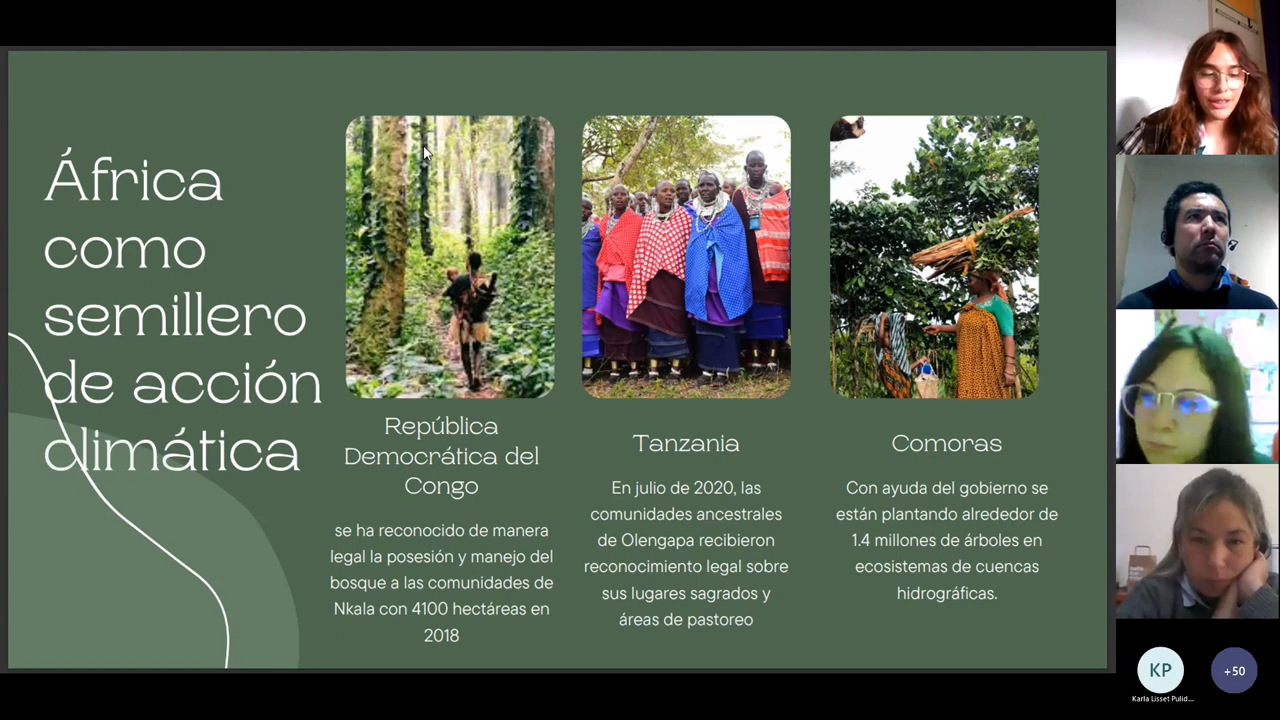 África
como
semillero
de acción
climática
República
Democrática del
Congo
se ha reconocido de manera
legal la posesión y manejo del
bosque a las comunidades de
Nkala con 4100 hectáreas en
2018
Tanzania
En julio de 2020, las
comunidades ancestrales
de Olengapa recibieron
reconocimiento legal sobre
sus lugares sagrados y
áreas de pastoreo
Comoras
Con ayuda del gobierno se
están plantando alrededor de
1.4 millones de árboles en
ecosistemas de cuencas
hidrográficas.
KP
Karla Lisset Pulid...
+50